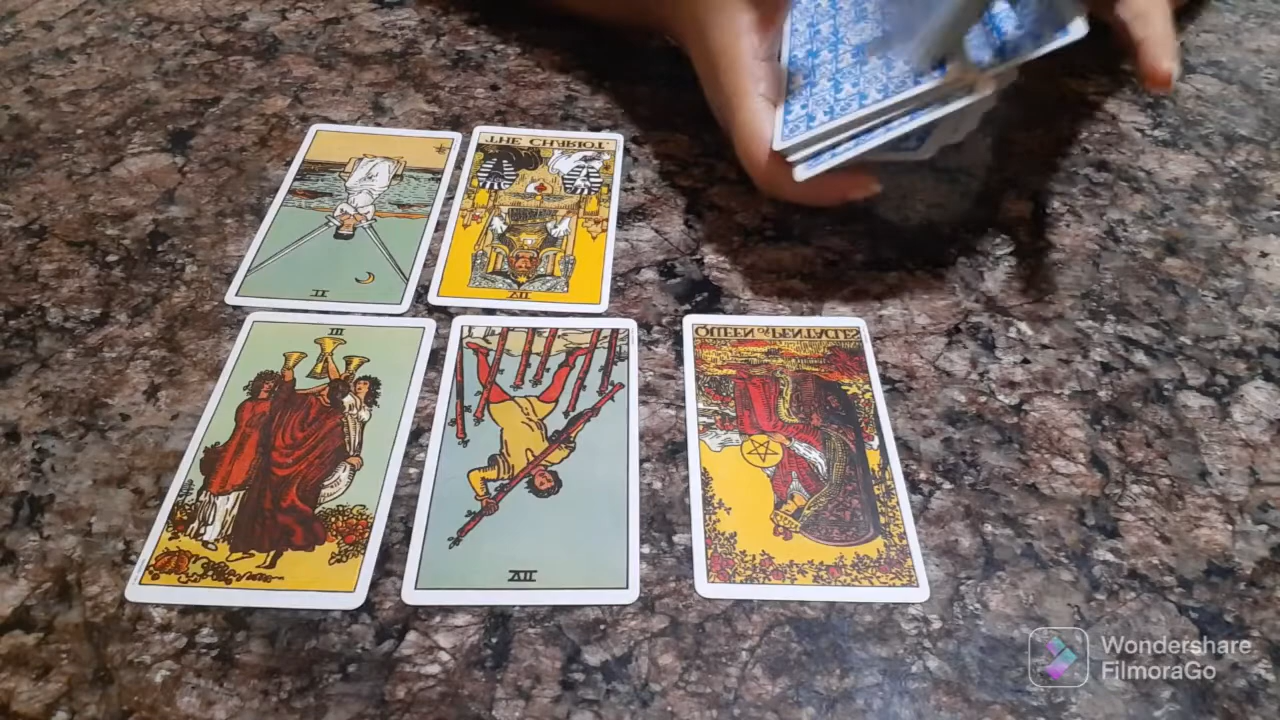 II
THE CHARIOT.
VII
III
VII
QUEEN OF PENTACLES
Wondershare
FilmoraGo